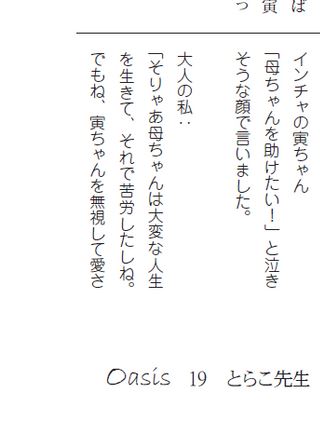 ば
寅
っ
インチャの寅ちゃん
「母ちゃんを助けたい！」と泣き
そうな顔で言いました。
大人の私：
「そりゃあ母ちゃんは大変な人生
を生きて、それで苦労したしね。
でもね、寅ちゃんを無視して愛さ
Oasis 19 とらこ先生